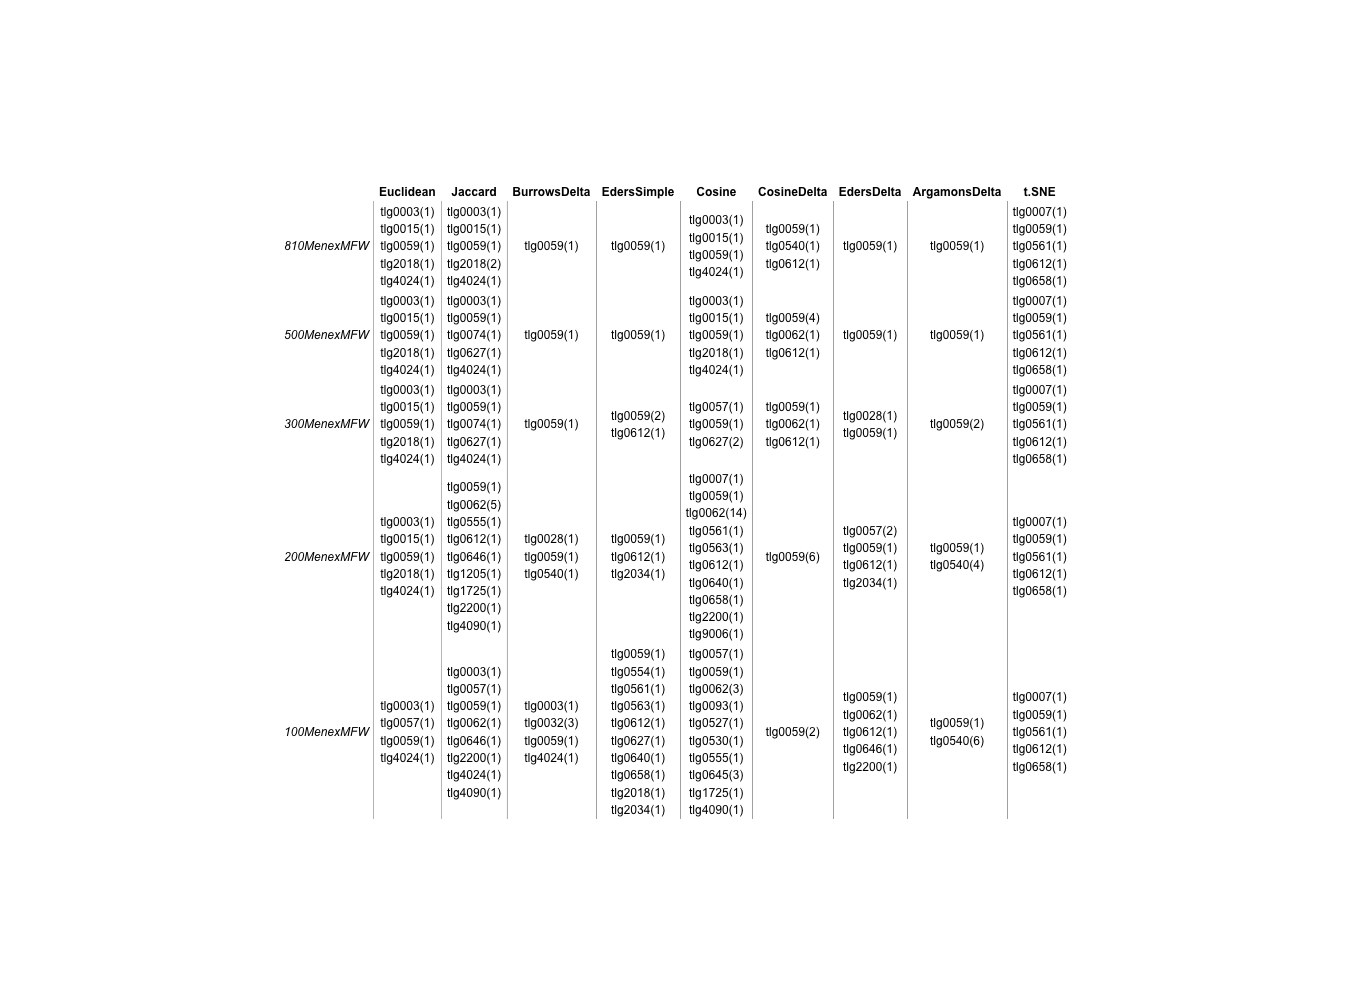 Euclidean Jaccard BurrowsDelta EdersSimple Cosine CosineDelta EdersDelta ArgamonsDelta t.SNE
810MenexMFW
tlg0003(1)
tlg0015(1)
tlg0059(1)
tlg2018(1)
tlg4024(1)
tlg0003(1)
tlg0015(1)
tlg0059(1)
tlg2018(2)
tlg4024(1)
tlg0059(1)
tlg0059(1)
tlg0003(1)
tlg0015(1)
tlg0059(1)
tlg4024(1)
tlg0059(1)
tlg0540(1)
tlg0612(1)
tlg0059(1)
tlg0059(1)
tlg0007(1)
tlg0059(1)
tlg0561(1)
tlg0612(1)
tlg0658(1)
500MenexMFW
tlg0003(1)
tlg0015(1)
tlg0059(1)
tlg2018(1)
tlg4024(1)
tlg0003(1)
tlg0059(1)
tlg0074(1)
tlg0627(1)
tlg4024(1)
tlg0059(1)
tlg0059(1)
tlg0003(1)
tlg0015(1)
tlg0059(1)
tlg2018(1)
tlg4024(1)
tlg0059(4)
tlg0062(1)
tlg0612(1)
tlg0059(1)
tlg0059(1)
tlg0007(1)
tlg0059(1)
tlg0561(1)
tlg0612(1)
tlg0658(1)
300MenexMFW
tlg0003(1)
tlg0015(1)
tlg0059(1)
tlg2018(1)
tlg4024(1)
tlg0003(1)
tlg0059(1)
tlg0074(1)
tlg0627(1)
tlg4024(1)
tlg0059(1)
tlg0059(2)
tlg0612(1)
tlg0057(1)
tlg0059(1)
tlg0627(2)
tlg0059(1)
tlg0062(1)
tlg0612(1)
tlg0028(1)
tlg0059(1)
tlg0059(2)
tlg0007(1)
tlg0059(1)
tlg0561(1)
tlg0612(1)
tlg0658(1)
200MenexMFW
tlg0003(1)
tlg0015(1)
tlg0059(1)
tlg2018(1)
tlg4024(1)
tlg0059(1)
tlg0062(5)
tlg0555(1)
tlg0612(1)
tlg0646(1)
tlg1205(1)
tlg1725(1)
tlg2200(1)
tlg4090(1)
tlg0028(1)
tlg0059(1)
tlg0540(1)
tlg0059(1)
tlg0612(1)
tlg2034(1)
tlg0007(1)
tlg0059(1)
tlg0062(14)
tlg0561(1)
tlg0563(1)
tlg0612(1)
tlg0640(1)
tlg0658(1)
tlg2200(1)
tlg9006(1)
tlg0059(6)
tlg0057(2)
tlg0059(1)
tlg0612(1)
tlg2034(1)
tlg0059(1)
tlg0540(4)
tlg0007(1)
tlg0059(1)
tlg0561(1)
tlg0612(1)
tlg0658(1)
100MenexMFW
tlg0003(1)
tlg0057(1)
tlg0059(1)
tlg4024(1)
tlg0003(1)
tlg0057(1)
tlg0059(1)
tlg0062(1)
tlg0646(1)
tlg2200(1)
tlg4024(1)
tlg4090(1)
tlg0003(1)
tlg0032(3)
tlg0059(1)
tlg4024(1)
tlg0059(1)
tlg0554(1)
tlg0561(1)
tlg0563(1)
tlg0612(1)
tlg0627(1)
tlg0640(1)
tlg0658(1)
tlg2018(1)
tlg2034(1)
tlg0057(1)
tlg0059(1)
tlg0062(3)
tlg0093(1)
tlg0527(1)
tlg0530(1)
tlg0555(1)
tlg0645(3)
tlg1725(1)
tlg4090(1)
tlg0059(2)
tlg0059(1)
tlg0062(1)
tlg0612(1)
tlg0646(1)
tlg2200(1)
tlg0059(1)
tlg0540(6)
tlg0007(1)
tlg0059(1)
tlg0561(1)
tlg0612(1)
tlg0658(1)